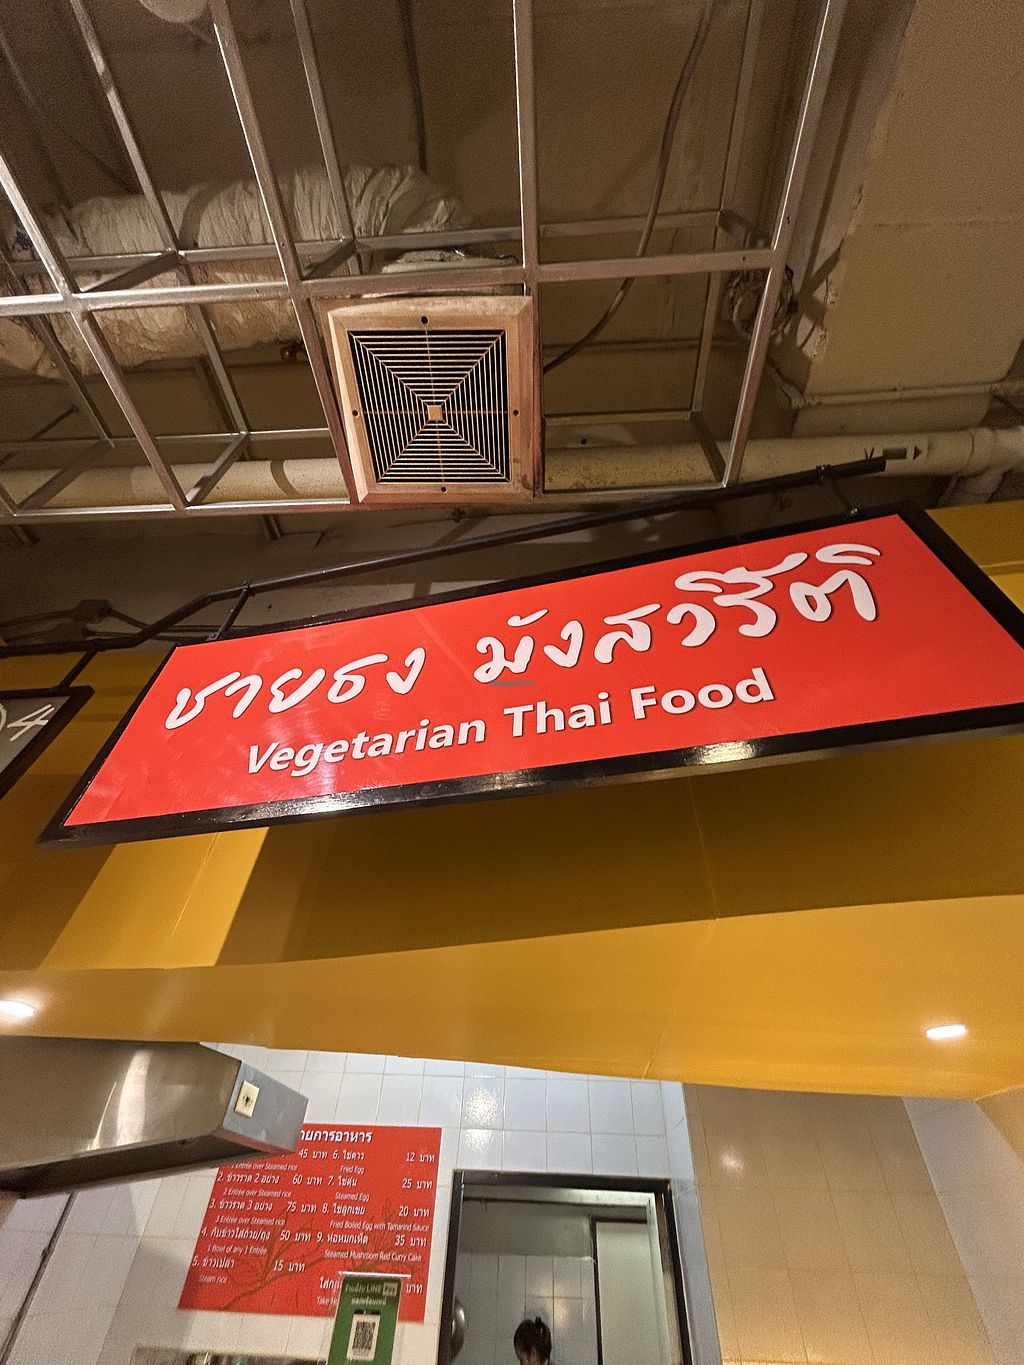 ชายธง มังสวิรัติ
Vegetarian Thai Food
4
รายการอาหาร
45 บาท 6. ไข่ดาว 12 บาท
1 Entrée over Steamed rice Fried Egg
2. ข้าวราด 2 อย่าง 60 บาท 7. ไข่ตุ๋น 25 บาท
2 Entrée over Steamed rice Steamed Egg
3. ข้าวราด 3 อย่าง 75 บาท 8. ไข่ลูกเขย 20 บาท
3 Entrée over Steamed rice Fried Boiled Egg with Tamarind Sauce
4. กับข้าวใส่ถ้วย/ถุง 50 บาท 9. ห่อหมกเห็ด 35 บาท
1 Bowl of any 1 Entrée Steamed Mushroom Red Curry Cake
5. ข้าวเปล่า 15 บาท
Steam rice ใส่ บาท
Take
LINE PAY